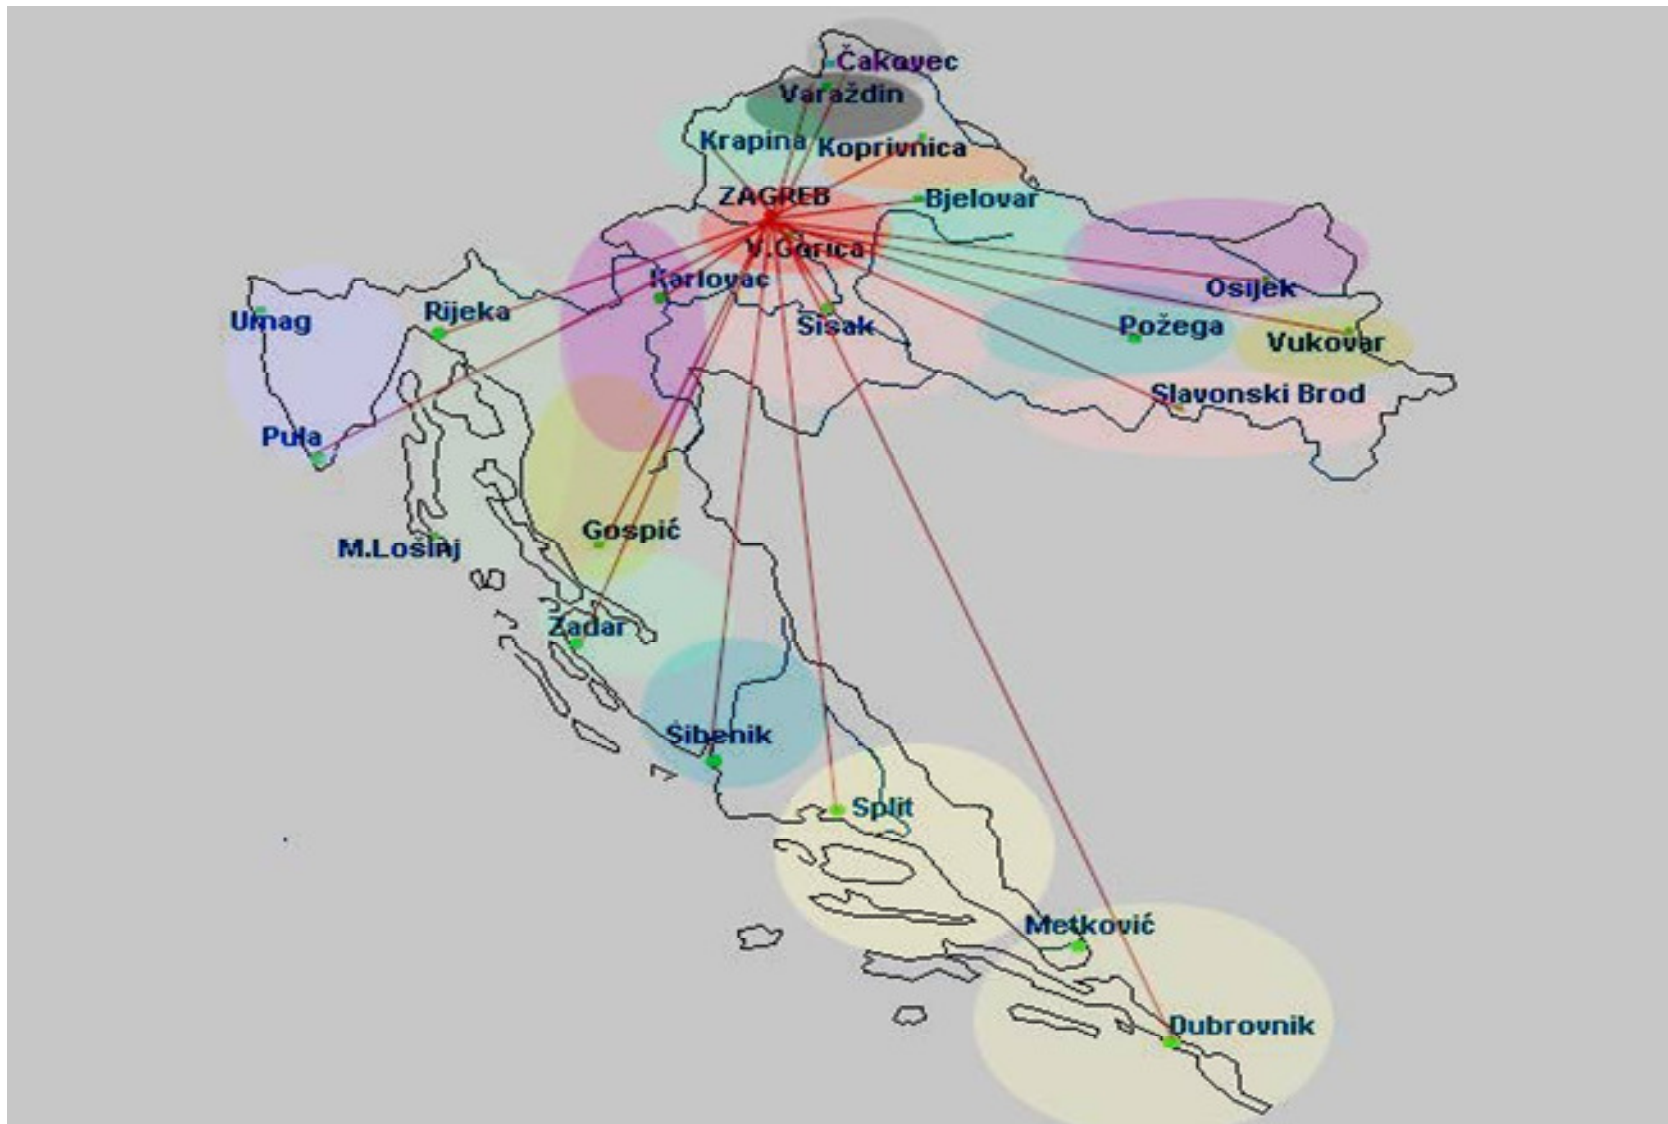 Čakovec
Varaždin
Krapina
Koprivnica
ZAGREB
Bjelovar
V.Gorica
Karlovac
Osijek
Umag
Rijeka
Sisak
Požega
Vukovar
Slavonski Brod
Pula
Gospić
M.Lošinj
Zadar
Šibenik
Split
Metković
Dubrovnik